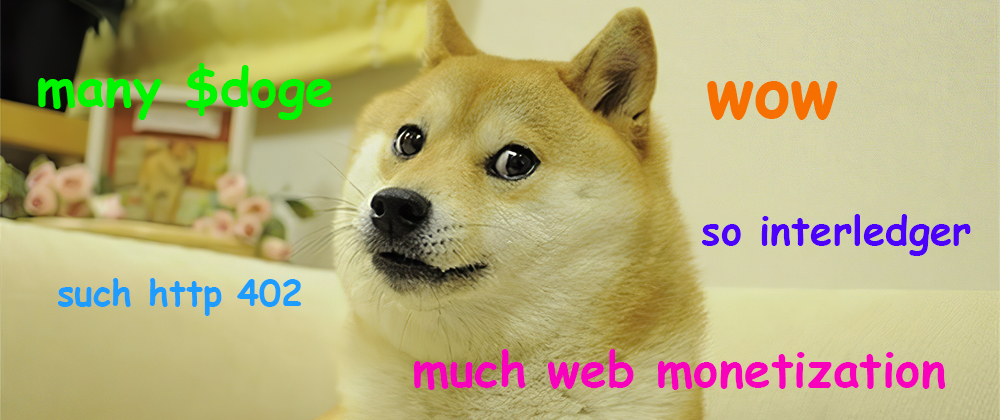 many $doge
wow
so interledger
such http 402
much web monetization